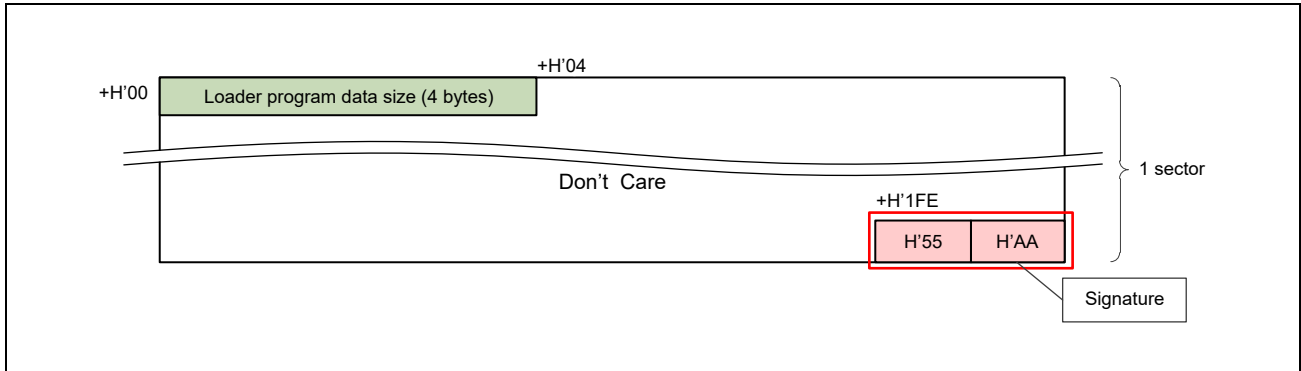 +H’04
+H’00
Loader program data size (4 bytes)
1 sector
Don’t Care
+H’1FE
H’55
H’AA
Signature